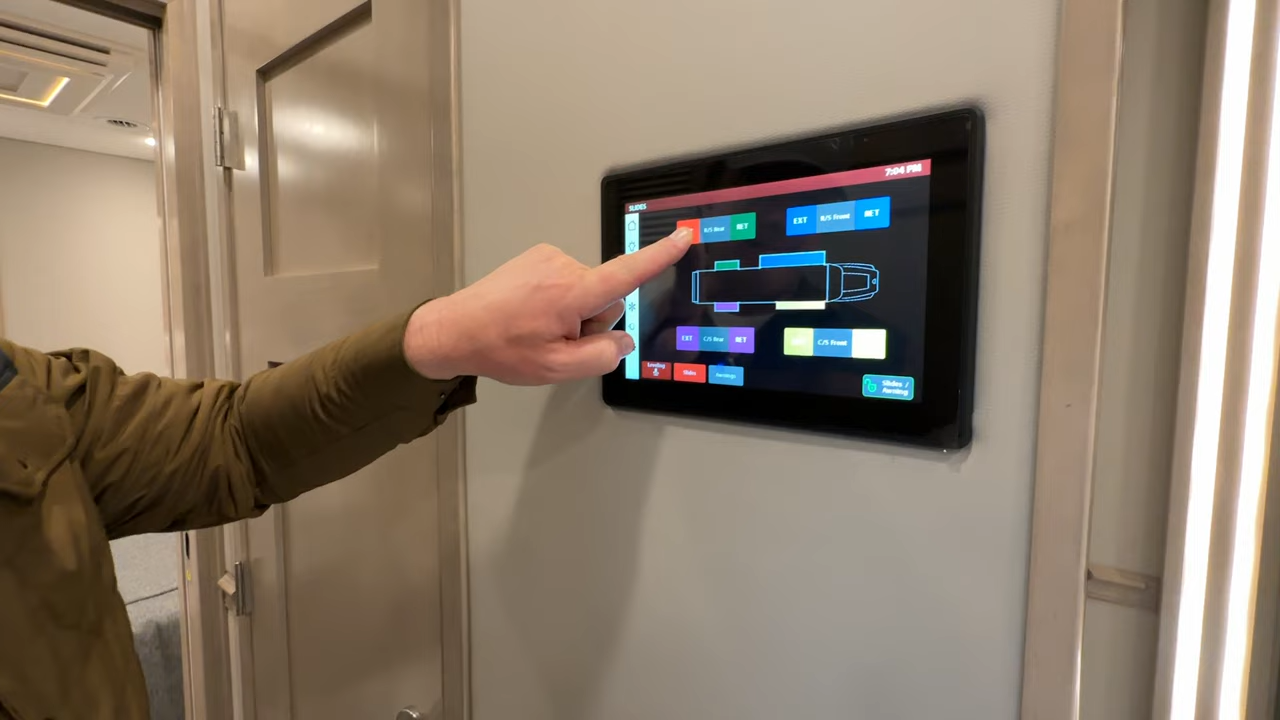 7:04 PM
SLIDES
R/S Rear RET
EXT R/S Front RET
EXT C/S Rear RET
C/S Front
Leveling
Slides
Awnings
Slides /
Awning